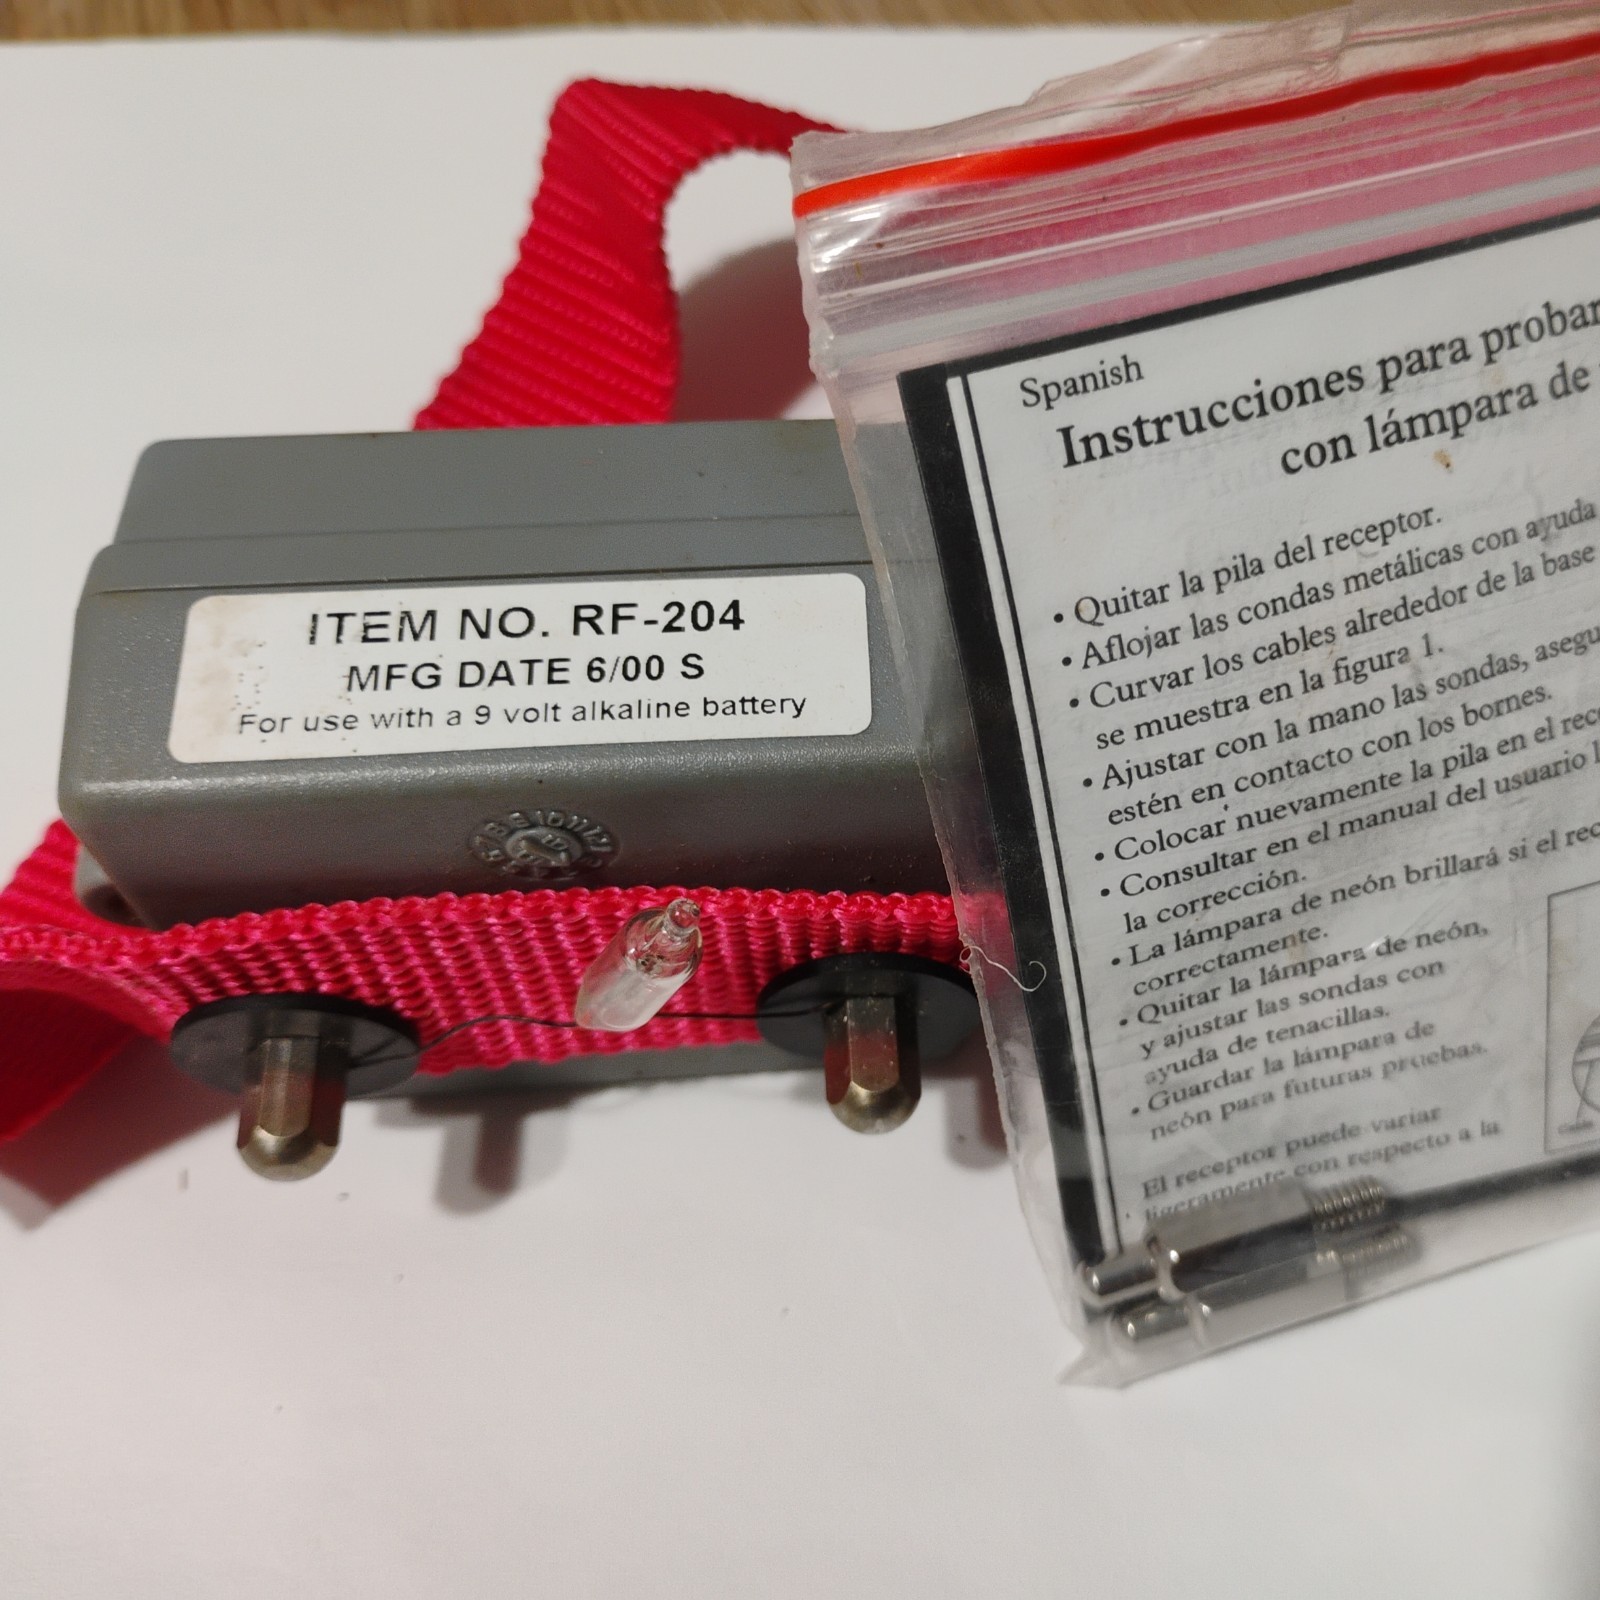 ITEM NO. RF-204
MFG DATE 6/00 S
For use with a 9 volt alkaline battery
Spanish
Instrucciones para probar
con lámpara de
• Quitar la pila del receptor.
• Aflojar las condas metálicas con ayuda
• Curvar los cables alrededor de la base
se muestra en la figura 1.
• Ajustar con la mano las sondas, asegu
estén en contacto con los bornes.
• Colocar nuevamente la pila en el rece
• Consultar en el manual del usuario l
la corrección.
• La lámpara de neón brillará si el rec
correctamente.
• Quitar la lámpara de neón,
y ajustar las sondas con
ayuda de tenacillas.
• Guardar la lámpara de
neón para futuras pruebas.
El receptor puede variar
ligeramente con respecto a la